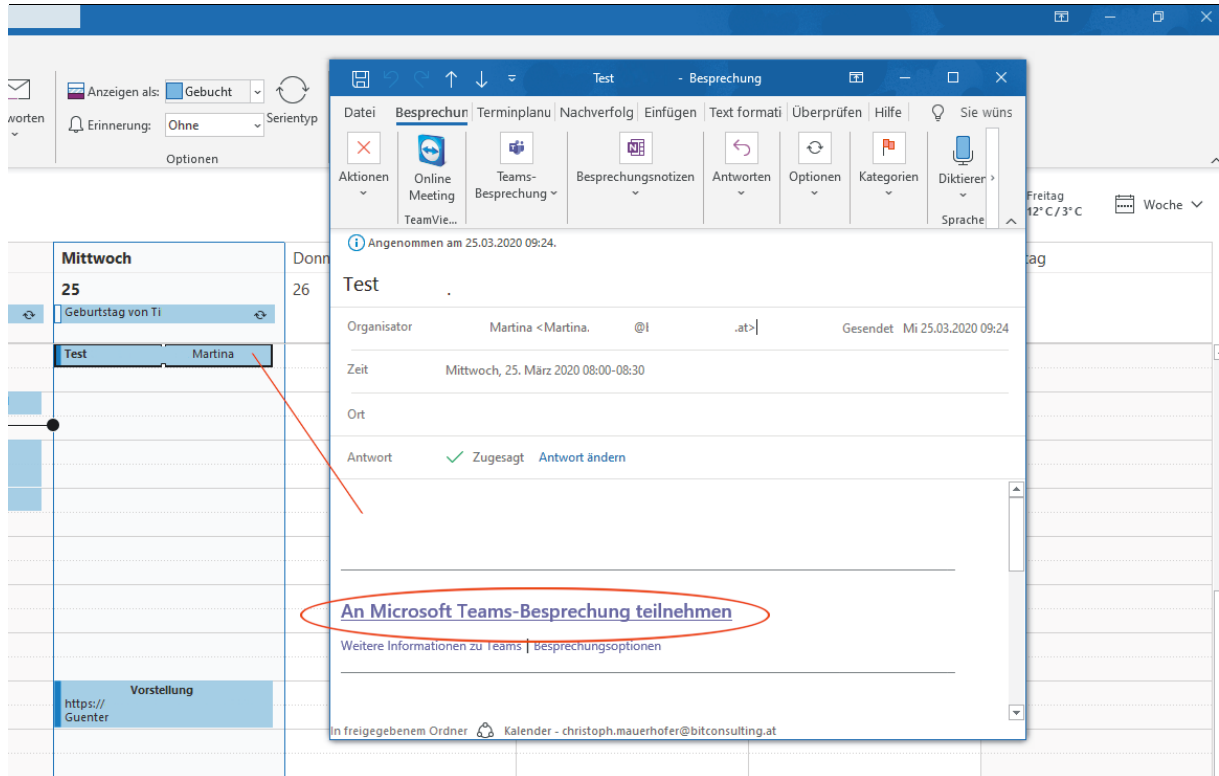 worten
Anzeigen als: Gebucht
Erinnerung: Ohne
Serientyp
Optionen
Freitag
12°C/3°C
Woche
Mittwoch
Donn
tag
25
26
Geburtstag von Ti
Test Martina
Vorstellung
https://
Guenter
Test - Besprechung
Datei Besprechun Terminplanu Nachverfolg Einfügen Text formati Überprüfen Hilfe Sie wüns
Aktionen
Online
Meeting
TeamVie...
Teams-
Besprechung
Besprechungsnotizen
Antworten
Optionen
Kategorien
Diktieren
Sprache
Angenommen am 25.03.2020 09:24.
Test .
Organisator Martina <Martina. @ .at> Gesendet Mi 25.03.2020 09:24
Zeit Mittwoch, 25. März 2020 08:00-08:30
Ort
Antwort Zugesagt Antwort ändern
An Microsoft Teams-Besprechung teilnehmen
Weitere Informationen zu Teams | Besprechungsoptionen
In freigegebenem Ordner Kalender - christoph.mauerhofer@bitconsulting.at